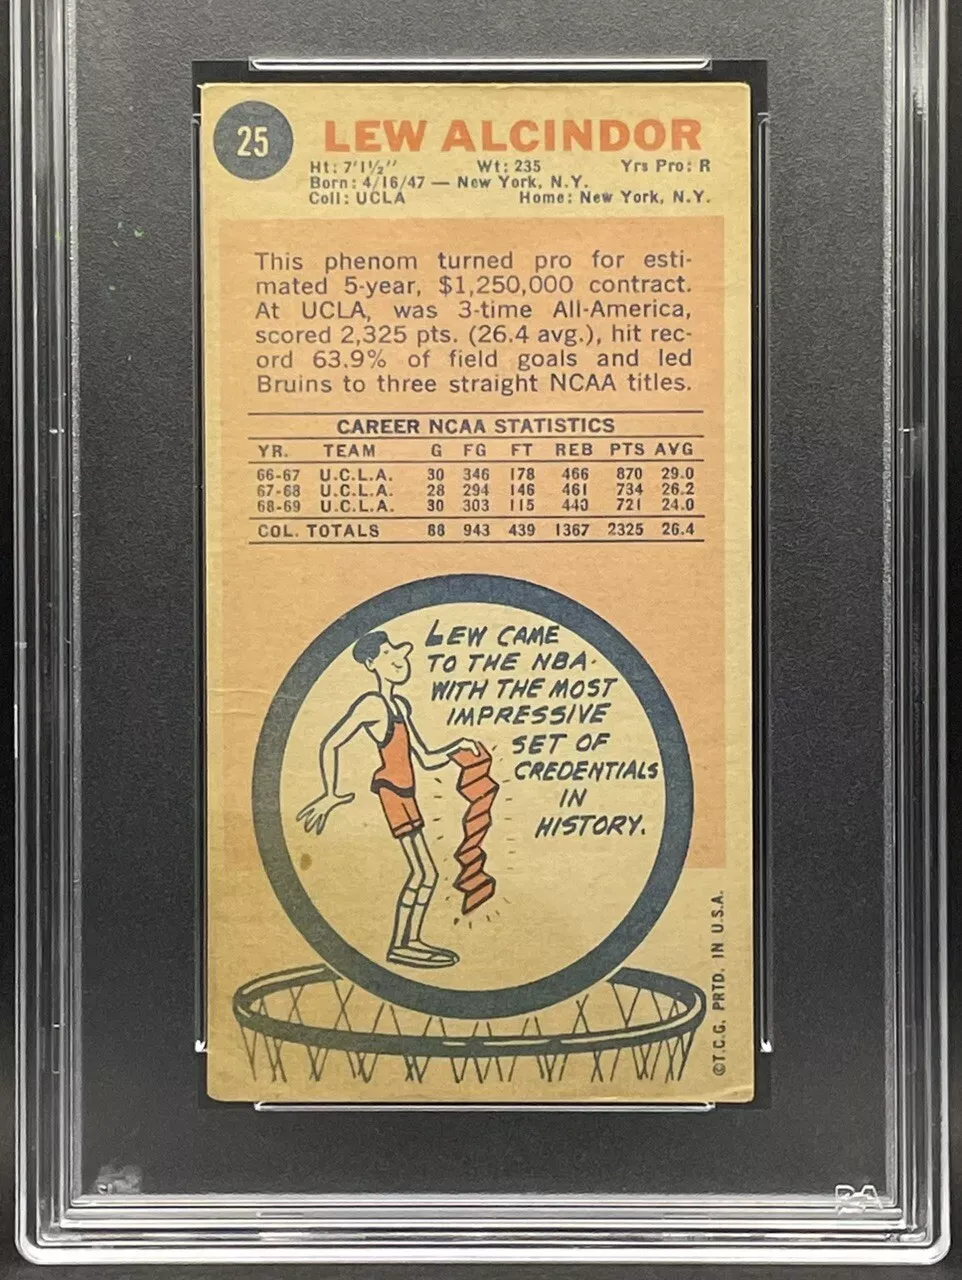 25
LEW ALCINDOR
Ht: 7'1½" Wt: 235 Yrs Pro: R
Born: 4/16/47 — New York, N.Y.
Coll: UCLA Home: New York, N.Y.
This phenom turned pro for esti-
mated 5-year, $1,250,000 contract.
At UCLA, was 3-time All-America,
scored 2,325 pts. (26.4 avg.), hit rec-
ord 63.9% of field goals and led
Bruins to three straight NCAA titles.
CAREER NCAA STATISTICS
YR. TEAM G FG FT REB PTS AVG
66-67 U.C.L.A. 30 346 178 466 870 29.0
67-68 U.C.L.A. 28 294 146 461 734 26.2
68-69 U.C.L.A. 30 303 115 440 721 24.0
COL. TOTALS 88 943 439 1367 2325 26.4
LEW CAME
TO THE NBA
WITH THE MOST
IMPRESSIVE
SET OF
CREDENTIALS
IN
HISTORY.
©T.C.G. PRTD. IN U.S.A.